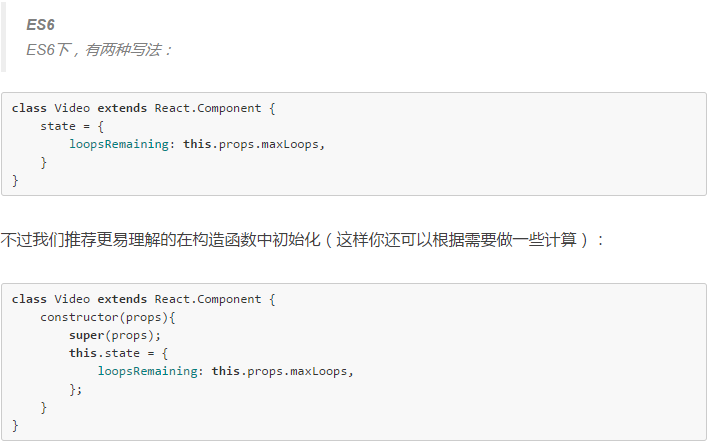 ES6
ES6下，有两种写法：
class Video extends React.Component {
    state = {
        loopsRemaining: this.props.maxLoops,
    }
}
不过我们推荐更易理解的在构造函数中初始化（这样你还可以根据需要做一些计算）：
class Video extends React.Component {
    constructor(props){
        super(props);
        this.state = {
            loopsRemaining: this.props.maxLoops,
        };
    }
}